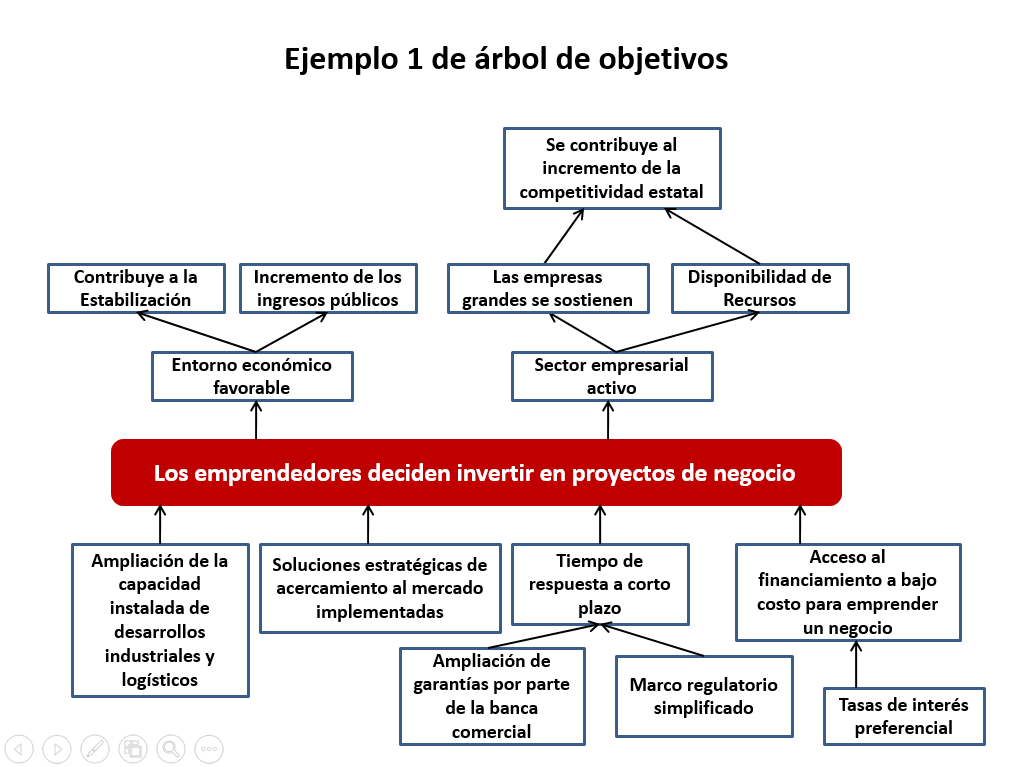 Ejemplo 1 de árbol de objetivos
Se contribuye al
incremento de la
competitividad estatal
Contribuye a la
Estabilización
Incremento de los
ingresos públicos
Las empresas
grandes se sostienen
Disponibilidad de
Recursos
Entorno económico
favorable
Sector empresarial
activo
Los emprendedores deciden invertir en proyectos de negocio
Ampliación de la
capacidad
instalada de
desarrollos
industriales y
logísticos
Soluciones estratégicas de
acercamiento al mercado
implementadas
Tiempo de
respuesta a corto
plazo
Acceso al
financiamiento a bajo
costo para emprender
un negocio
Ampliación de
garantías por parte
de la banca
comercial
Marco regulatorio
simplificado
Tasas de interés
preferencial